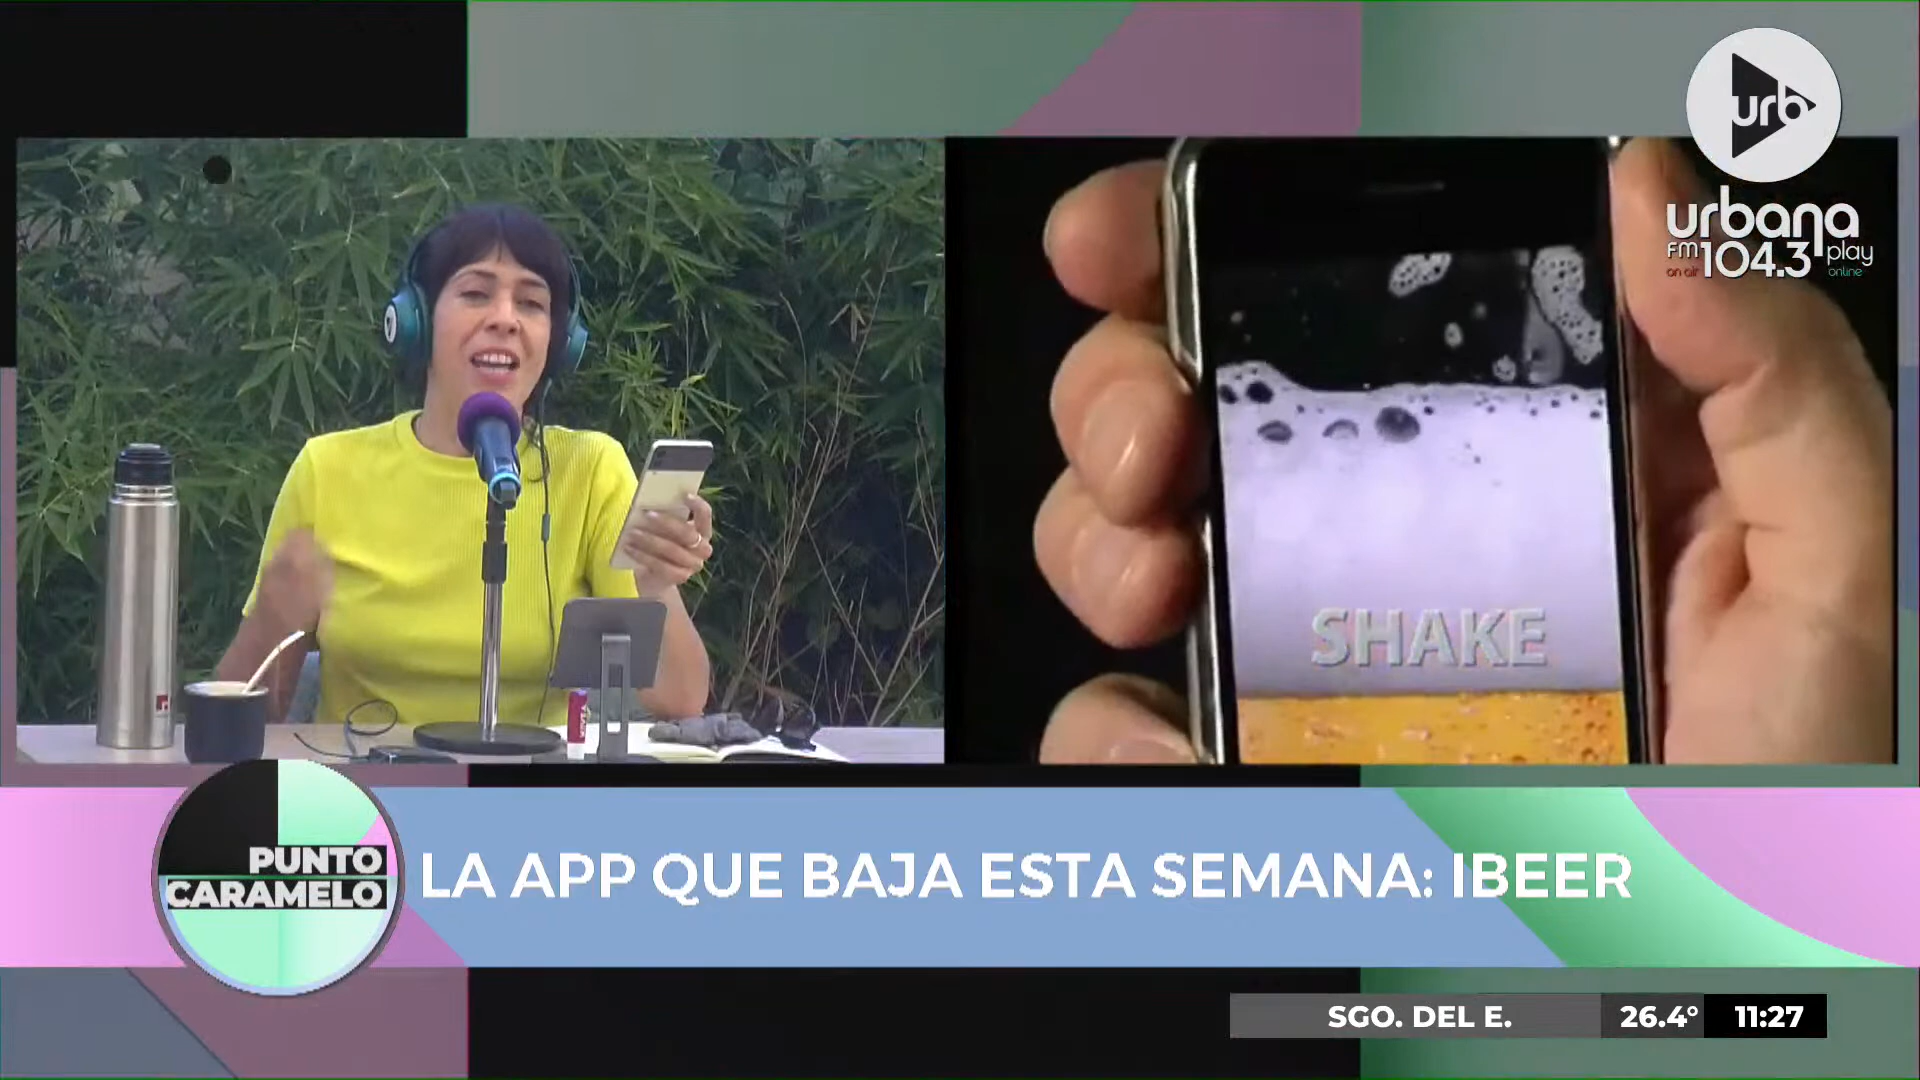 urb
urbana
FM 104.3 play
on air online
SHAKE
PUNTO
CARAMELO
LA APP QUE BAJA ESTA SEMANA: IBEER
SGO. DEL E. 26.4° 11:27